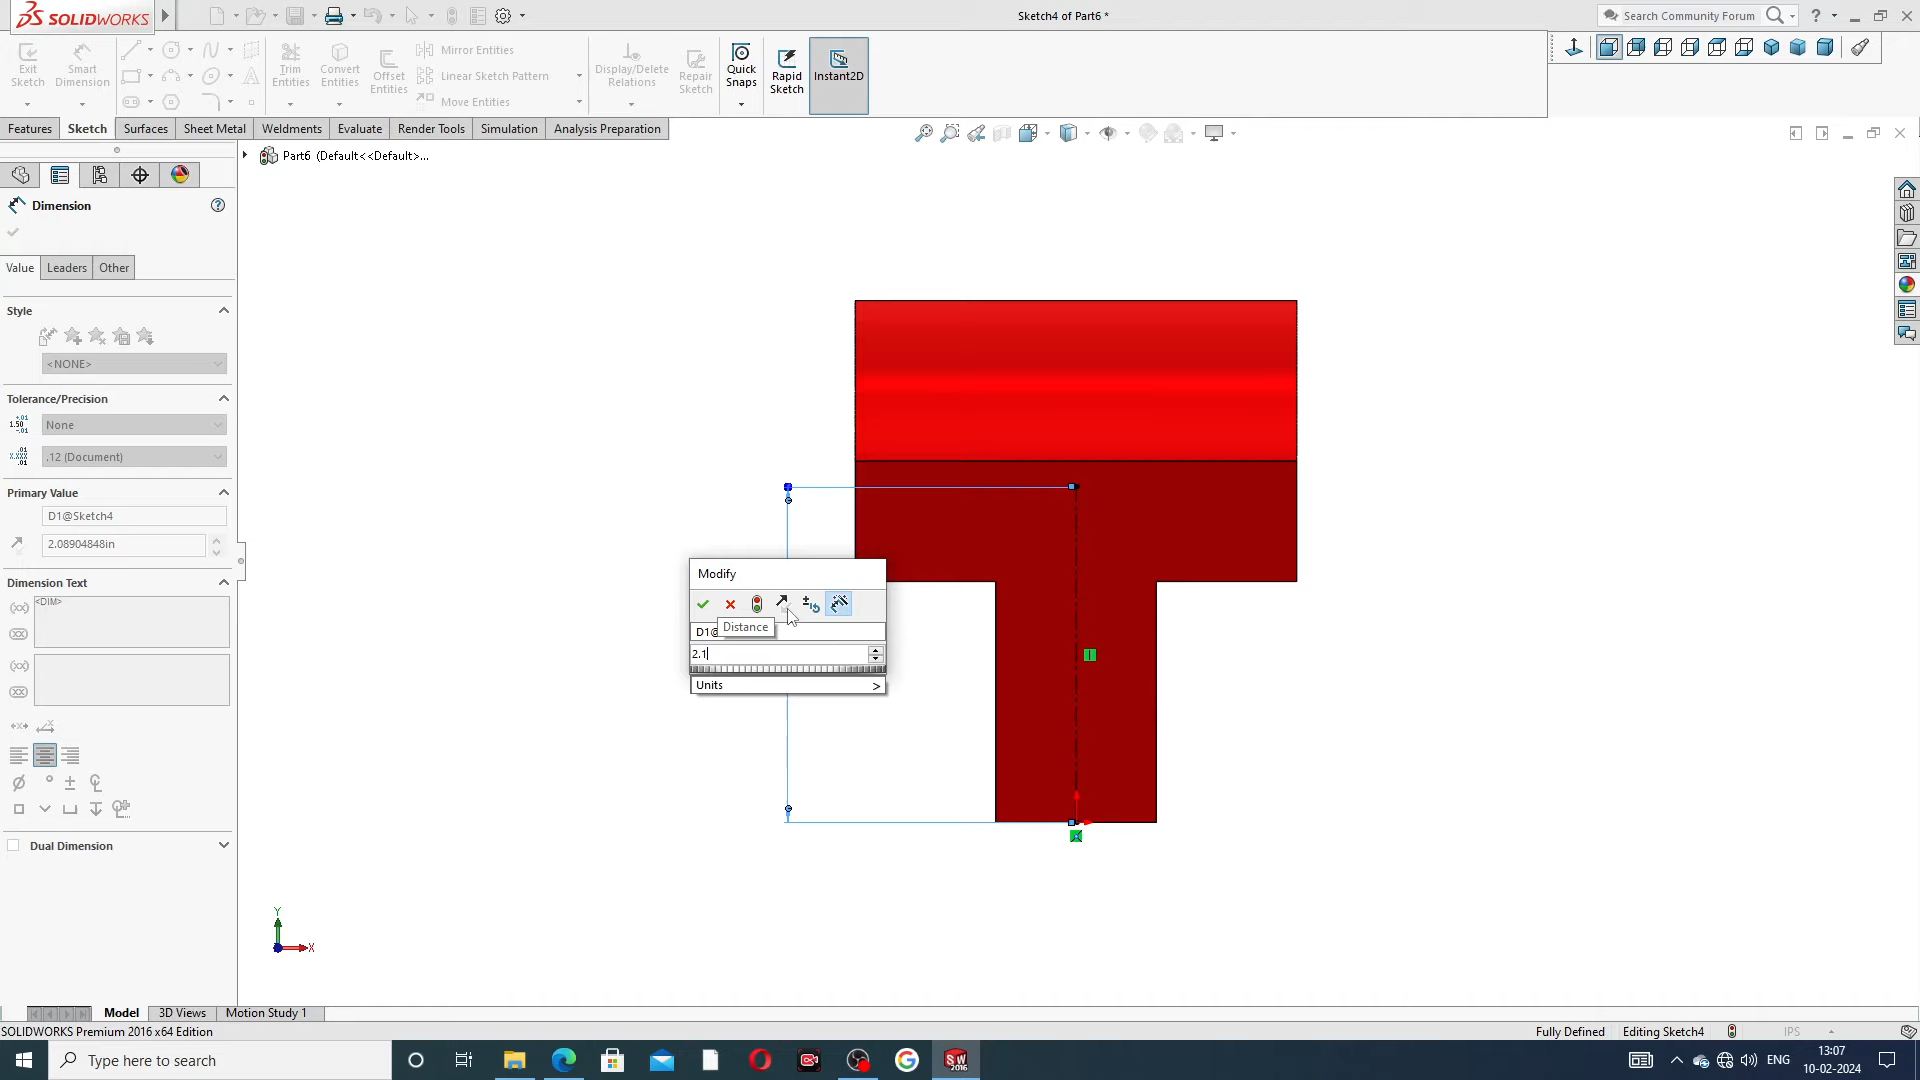 SOLIDWORKS
Sketch4 of Part6 *
Search Community Forum
Exit Sketch
Smart Dimension
Trim Entities
Convert Entities
Offset Entities
Mirror Entities
Linear Sketch Pattern
Move Entities
Display/Delete Relations
Repair Sketch
Quick Snaps
Rapid Sketch
Instant2D
Features
Sketch
Surfaces
Sheet Metal
Weldments
Evaluate
Render Tools
Simulation
Analysis Preparation
Part6 (Default<<Default>...
Dimension
Value
Leaders
Other
Style
<NONE>
Tolerance/Precision
None
.12 (Document)
Primary Value
D1@Sketch4
2.08904848in
Dimension Text
<DIM>
Dual Dimension
Modify
Distance
D1@
2.1
Units >
Y
X
Model
3D Views
Motion Study 1
SOLIDWORKS Premium 2016 x64 Edition
Fully Defined
Editing Sketch4
IPS
Type here to search
ENG
13:07
10-02-2024